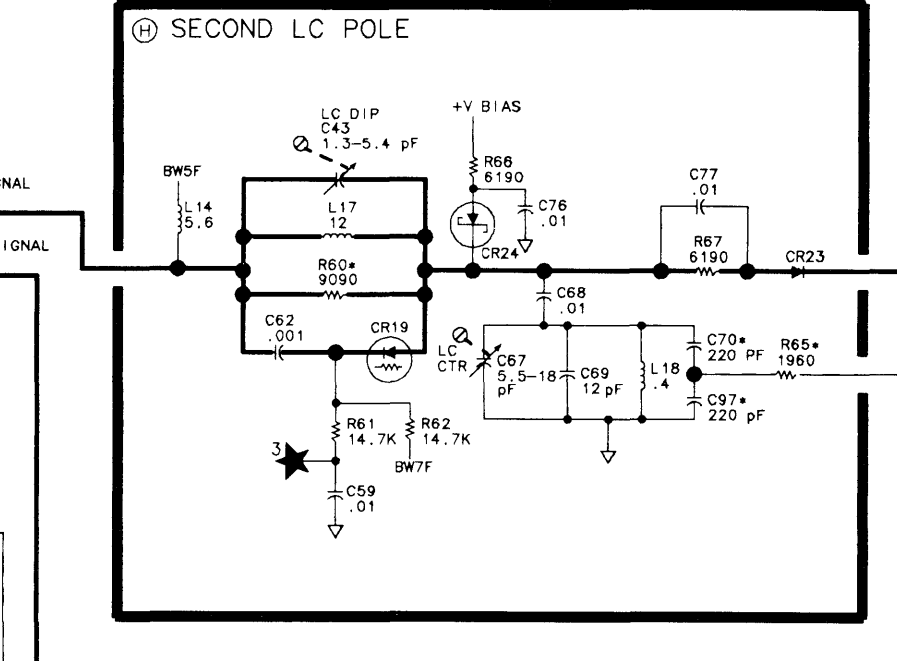 H SECOND LC POLE
LC DIP
C43
1.3-5.4 pF
+V BIAS
R66
6190
C77
.01
NAL
BW5F
L14
5.6
L17
12
C76
.01
IGNAL
R60*
9090
CR24
R67
6190
CR23
C62
.001
CR19
C68
.01
LC
CTR
C67
5.5-18
pF
C69
12 pF
L18
.4
C70*
220 PF
R65*
1960
C97*
220 pF
3
R61
14.7K
R62
14.7K
BW7F
C59
.01